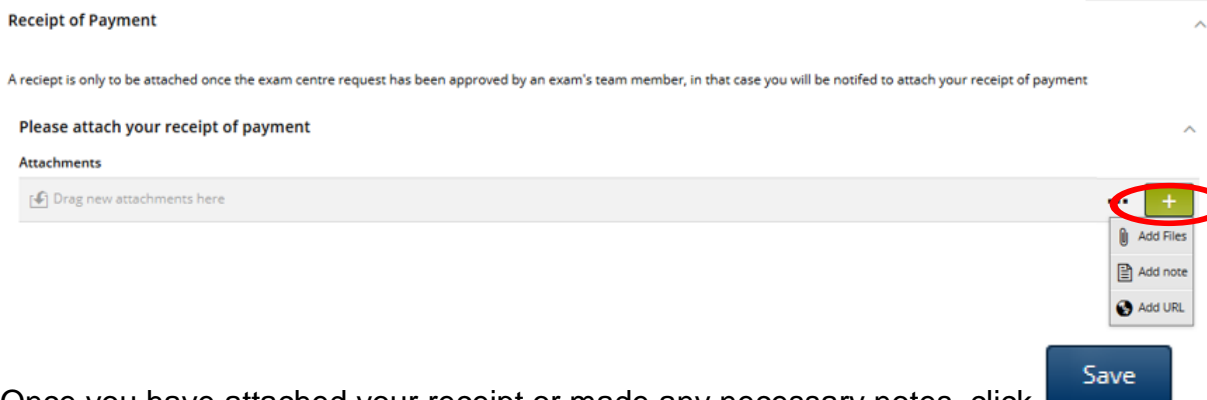 Receipt of Payment
A reciept is only to be attached once the exam centre request has been approved by an exam's team member, in that case you will be notifed to attach your receipt of payment
Please attach your receipt of payment
Attachments
Drag new attachments here
+
Add Files
Add note
Add URL
Save
Once you have attached your receipt or made any necessary notes, click